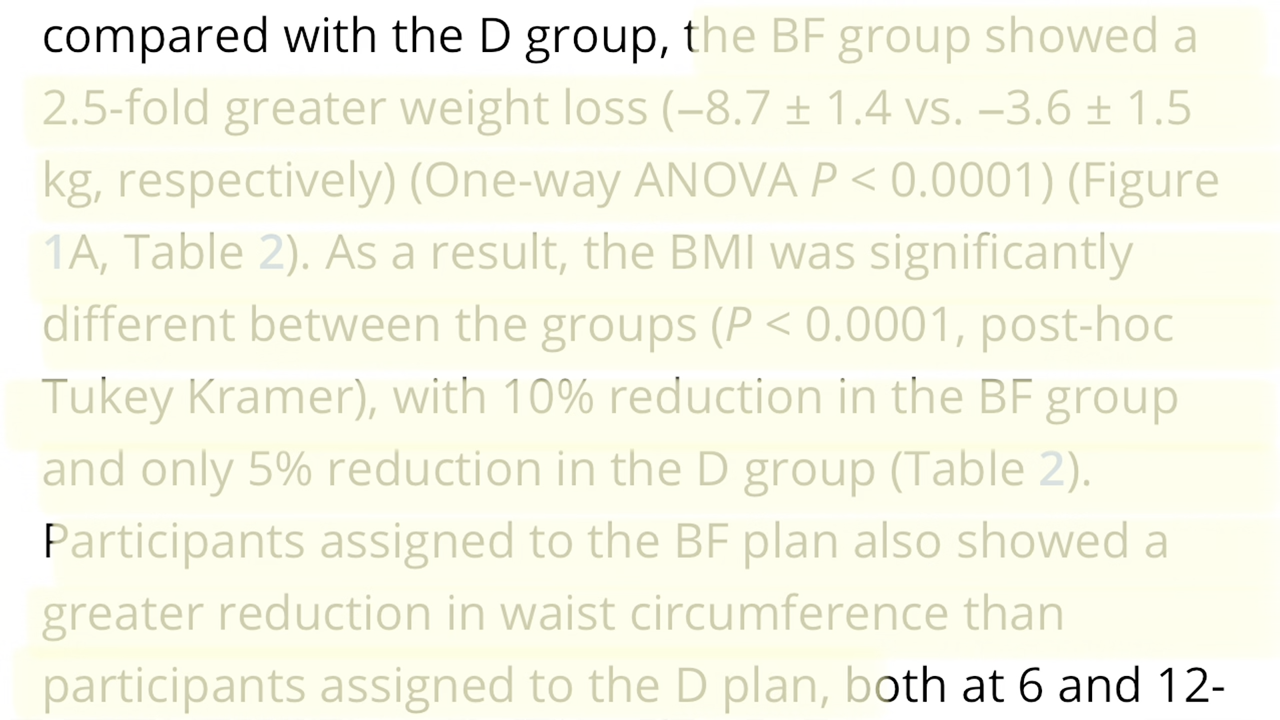 compared with the D group, the BF group showed a
2.5-fold greater weight loss (–8.7 ± 1.4 vs. –3.6 ± 1.5
kg, respectively) (One-way ANOVA P < 0.0001) (Figure
1A, Table 2). As a result, the BMI was significantly
different between the groups (P < 0.0001, post-hoc
Tukey Kramer), with 10% reduction in the BF group
and only 5% reduction in the D group (Table 2).
Participants assigned to the BF plan also showed a
greater reduction in waist circumference than
participants assigned to the D plan, both at 6 and 12-